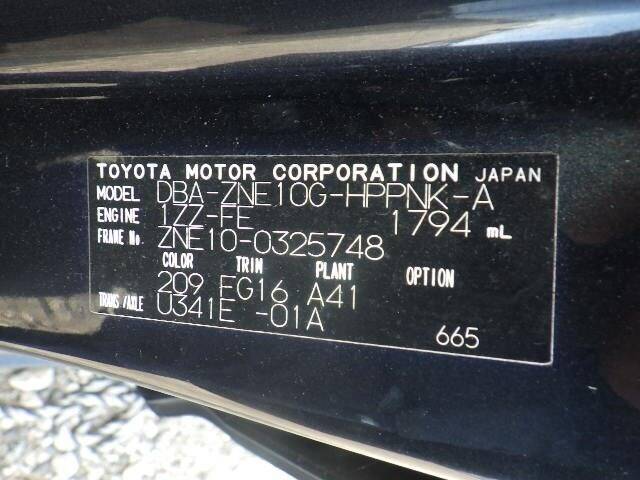 TOYOTA MOTOR CORPORATION JAPAN
MODEL DBA-ZNE10G-HPPNK-A
ENGINE 1ZZ-FE 1794 mL
FRAME No. ZNE10-0325748
COLOR TRIM PLANT OPTION
209 EG16 A41
TRANS/AXLE U341E -01A
665